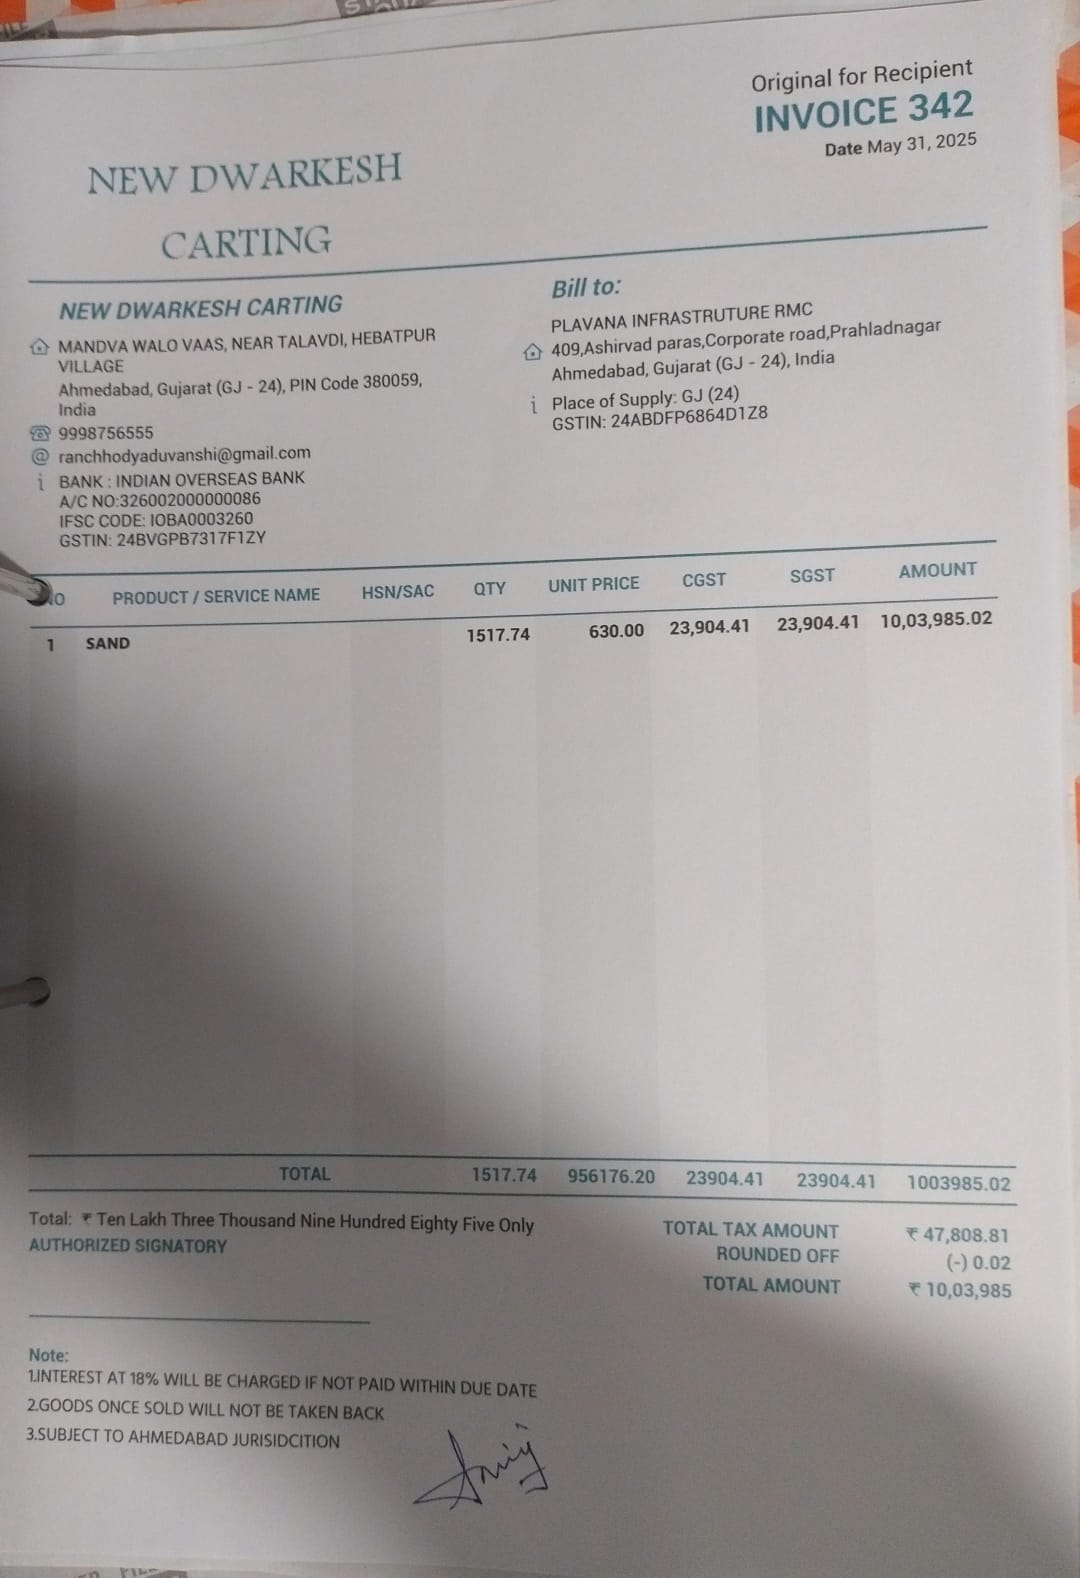 Original for Recipient
INVOICE 342
Date May 31, 2025
NEW DWARKESH
CARTING
NEW DWARKESH CARTING
MANDVA WALO VAAS, NEAR TALAVDI, HEBATPUR
VILLAGE
Ahmedabad, Gujarat (GJ - 24), PIN Code 380059,
India
9998756555
@ ranchhodyaduvanshi@gmail.com
i BANK : INDIAN OVERSEAS BANK
A/C NO:326002000000086
IFSC CODE: IOBA0003260
GSTIN: 24BVGPB7317F1ZY
Bill to:
PLAVANA INFRASTRUTURE RMC
409,Ashirvad paras,Corporate road,Prahladnagar
Ahmedabad, Gujarat (GJ - 24), India
i Place of Supply: GJ (24)
GSTIN: 24ABDFP6864D1Z8
NO PRODUCT / SERVICE NAME HSN/SAC QTY UNIT PRICE CGST SGST AMOUNT
1 SAND 1517.74 630.00 23,904.41 23,904.41 10,03,985.02
TOTAL 1517.74 956176.20 23904.41 23904.41 1003985.02
Total: ₹ Ten Lakh Three Thousand Nine Hundred Eighty Five Only
AUTHORIZED SIGNATORY
TOTAL TAX AMOUNT ₹ 47,808.81
ROUNDED OFF (-) 0.02
TOTAL AMOUNT ₹ 10,03,985
Note:
1.INTEREST AT 18% WILL BE CHARGED IF NOT PAID WITHIN DUE DATE
2.GOODS ONCE SOLD WILL NOT BE TAKEN BACK
3.SUBJECT TO AHMEDABAD JURISIDCITION